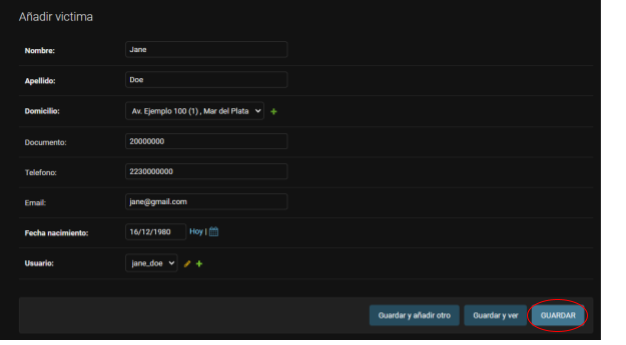 Añadir victima
Nombre: Jane
Apellido: Doe
Domicilio: Av. Ejemplo 100 (1) , Mar del Plata
Documento: 20000000
Telefono: 2230000000
Email: jane@gmail.com
Fecha nacimiento: 16/12/1980 Hoy |
Usuario: jane_doe
Guardar y añadir otro Guardar y ver GUARDAR